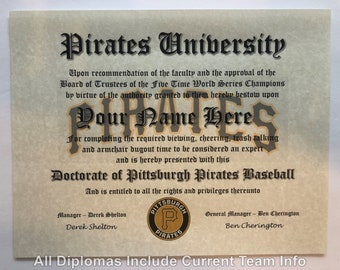 Pirates University
Upon recommendation of the faculty and the approval of the
Board of Trustees of the Five Time World Series Champions
by virtue of the authority granted to them hereby bestow upon
PIRATES
Your Name Here
For completing the required viewing, cheering, trash talking
and armchair dugout time to be considered an expert
and is hereby presented with this
Doctorate of Pittsburgh Pirates Baseball
And is entitled to all the rights and privileges thereunto
Manager – Derek Shelton
General Manager – Ben Cherington
Derek Shelton
Ben Cherington
PITTSBURGH
P
PIRATES
All Diplomas Include Current Team Info